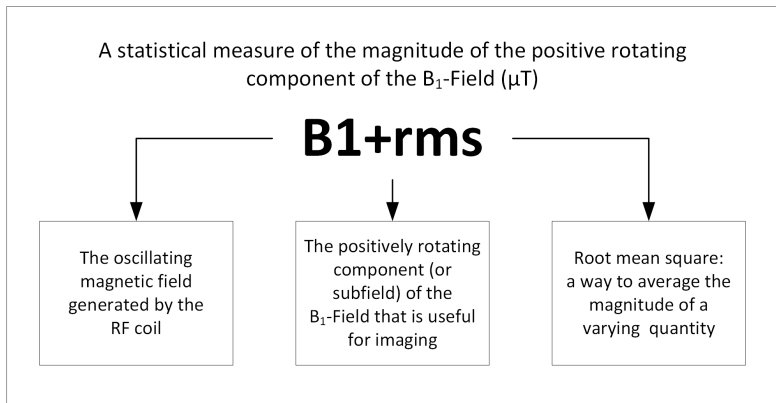 A statistical measure of the magnitude of the positive rotating
component of the B₁-Field (µT)
B1+rms
The oscillating
magnetic field
generated by the
RF coil
The positively rotating
component (or
subfield) of the
B₁-Field that is useful
for imaging
Root mean square:
a way to average the
magnitude of a
varying quantity